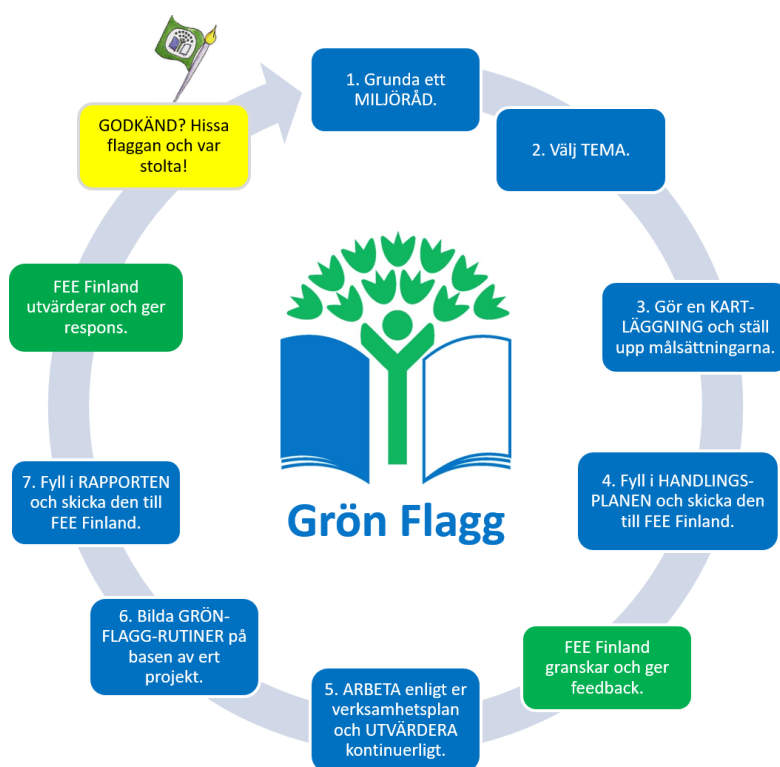 1. Grunda ett
MILJÖRÅD.
2. Välj TEMA.
3. Gör en KART-
LÄGGNING och ställ
upp målsättningarna.
4. Fyll i HANDLINGS-
PLANEN och skicka den
till FEE Finland.
FEE Finland
granskar och ger
feedback.
5. ARBETA enligt er
verksamhetsplan
och UTVÄRDERA
kontinuerligt.
6. Bilda GRÖN-
FLAGG-RUTINER på
basen av ert
projekt.
7. Fyll i RAPPORTEN
och skicka den till
FEE Finland.
FEE Finland
utvärderar och ger
respons.
GODKÄND? Hissa
flaggan och var
stolta!
Grön Flagg